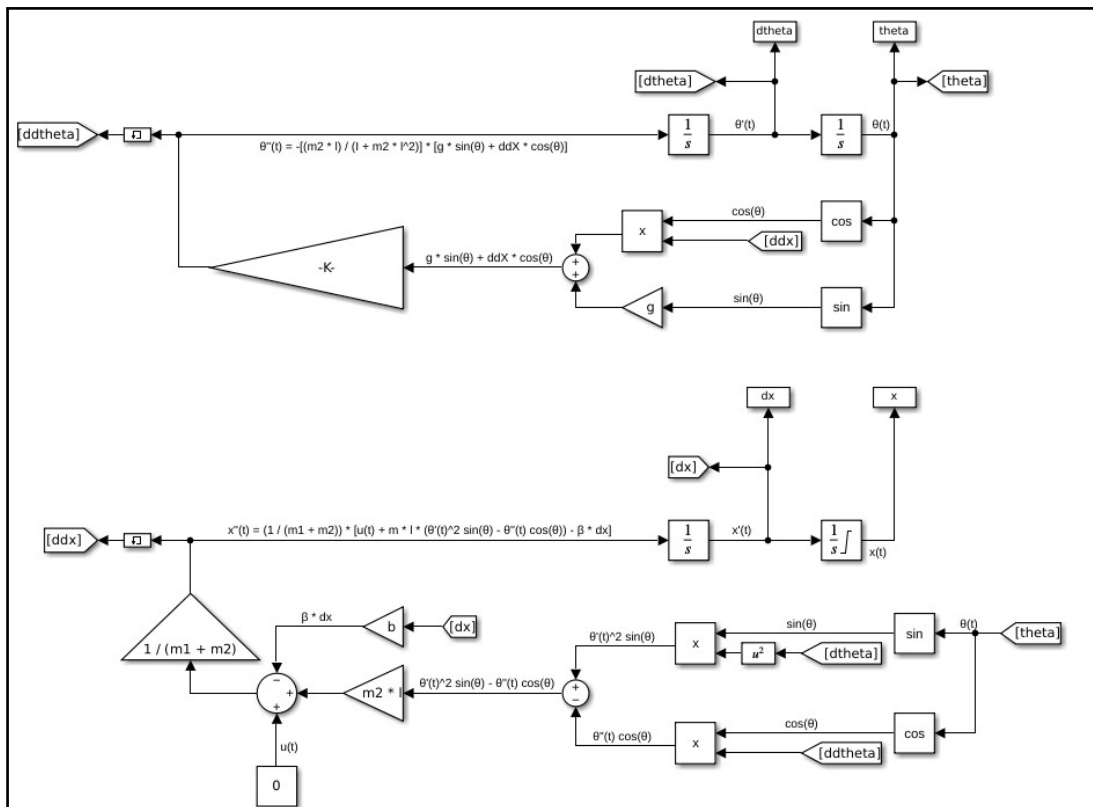 dtheta
theta
[dtheta]
[theta]
[ddtheta]
1/s
θ'(t)
1/s
θ(t)
θ''(t) = -[(m2 * l) / (I + m2 * l^2)] * [g * sin(θ) + ddX * cos(θ)]
cos(θ)
cos
x
[ddx]
g * sin(θ) + ddX * cos(θ)
+
+
-K-
sin(θ)
g
sin
dx
x
[dx]
x''(t) = (1 / (m1 + m2)) * [u(t) + m * l * (θ'(t)^2 sin(θ) - θ''(t) cos(θ)) - β * dx]
[ddx]
1/s
x'(t)
1/s
x(t)
β * dx
b
[dx]
sin(θ)
sin
θ(t)
[theta]
θ'(t)^2 sin(θ)
x
u²
[dtheta]
1 / (m1 + m2)
−
+
+
m2 * l
θ'(t)^2 sin(θ) - θ''(t) cos(θ)
+
−
cos(θ)
cos
θ''(t) cos(θ)
x
[ddtheta]
u(t)
0